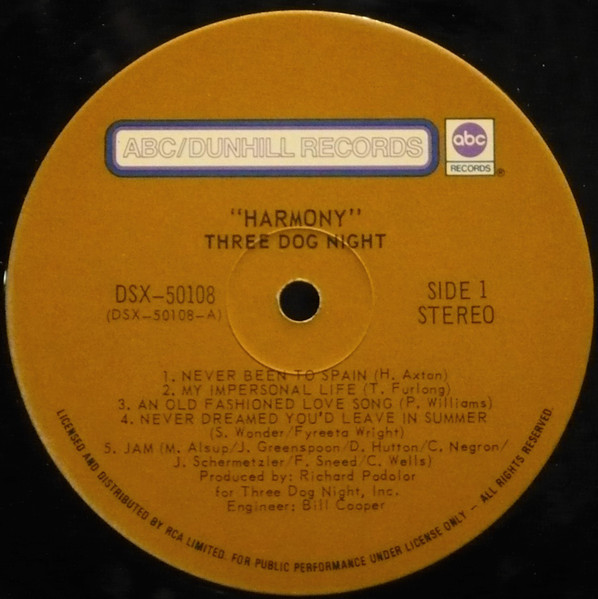 ABC/DUNHILL RECORDS
abc
RECORDS
®
"HARMONY"
THREE DOG NIGHT
DSX-50108
(DSX-50108-A)
SIDE 1
STEREO
1. NEVER BEEN TO SPAIN (H. Axton)
2. MY IMPERSONAL LIFE (T. Furlong)
3. AN OLD FASHIONED LOVE SONG (P. Williams)
4. NEVER DREAMED YOU'D LEAVE IN SUMMER
(S. Wonder/Fyreeta Wright)
5. JAM (M. Alsup/J. Greenspoon/D. Hutton/C. Negron/
J. Schermetzler/F. Sneed/C. Wells)
Produced by: Richard Podolor
for Three Dog Night, Inc.
Engineer: Bill Cooper
LICENSED AND DISTRIBUTED BY RCA LIMITED. FOR PUBLIC PERFORMANCE UNDER LICENSE ONLY - ALL RIGHTS RESERVED.